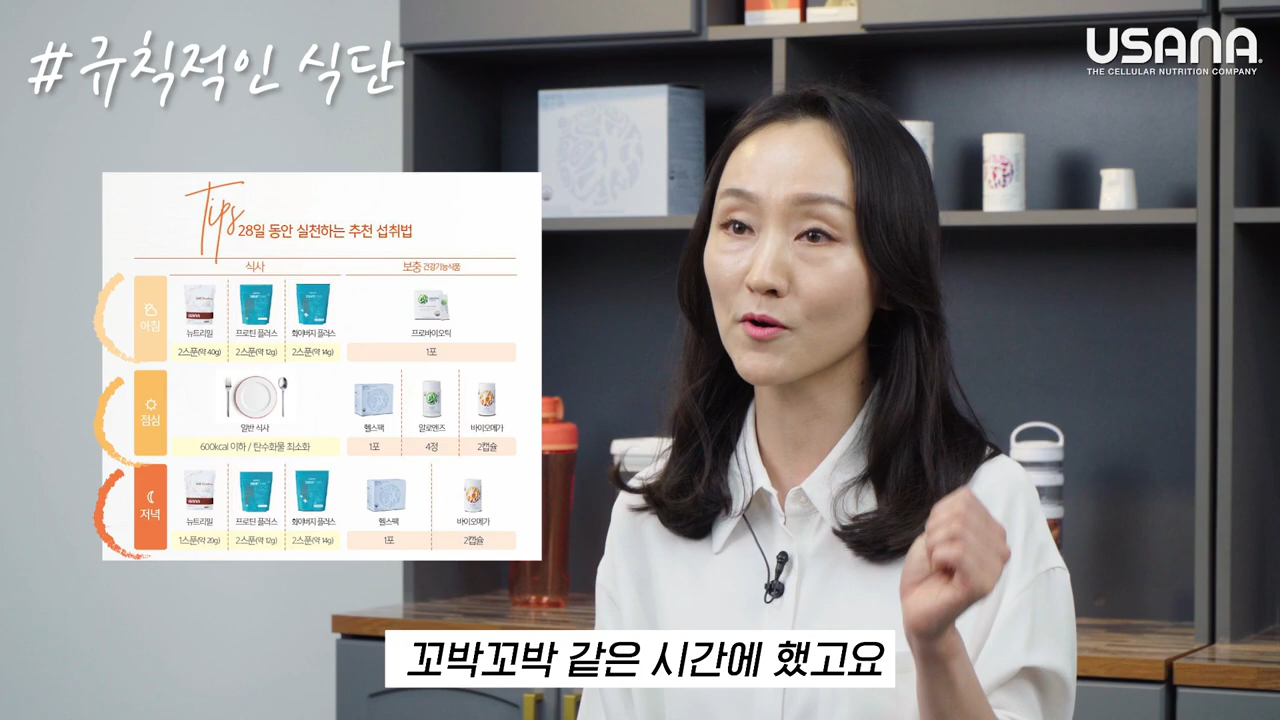 #규칙적인 식단
USANA
THE CELLULAR NUTRITION COMPANY
Tips
28일 동안 실천하는 추천 섭취법
식사
보충 건강기능식품
아침
뉴트리밀
프로틴 플러스
화이버지 플러스
프로바이오틱
2스푼(약 40g)
2스푼(약 12g)
2스푼(약 14g)
1포
점심
일반 식사
헬스팩
알로엔즈
바이오메가
600kcal 이하 / 탄수화물 최소화
1포
4정
2캡슐
저녁
뉴트리밀
프로틴 플러스
화이버지 플러스
헬스팩
바이오메가
1스푼(약 20g)
2스푼(약 12g)
2스푼(약 14g)
1포
2캡슐
꼬박꼬박 같은 시간에 했고요